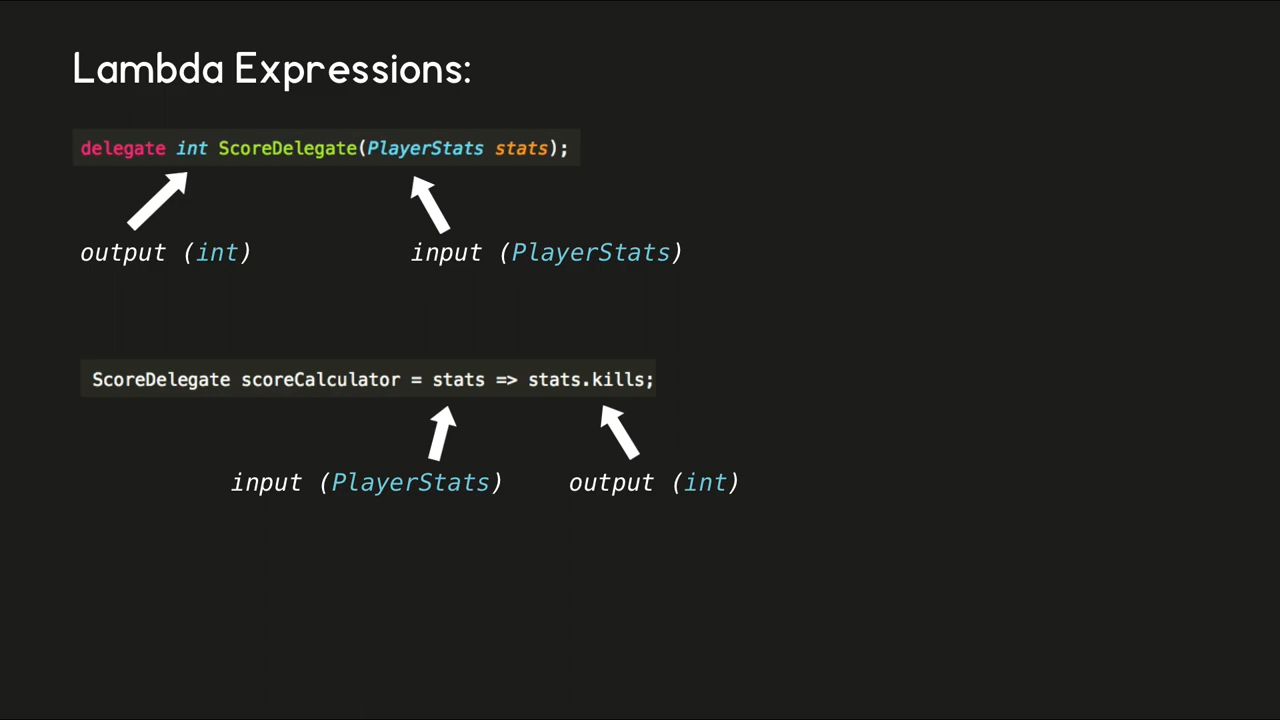 Lambda Expressions:
delegate int ScoreDelegate(PlayerStats stats);
output (int) input (PlayerStats)
ScoreDelegate scoreCalculator = stats => stats.kills;
input (PlayerStats) output (int)